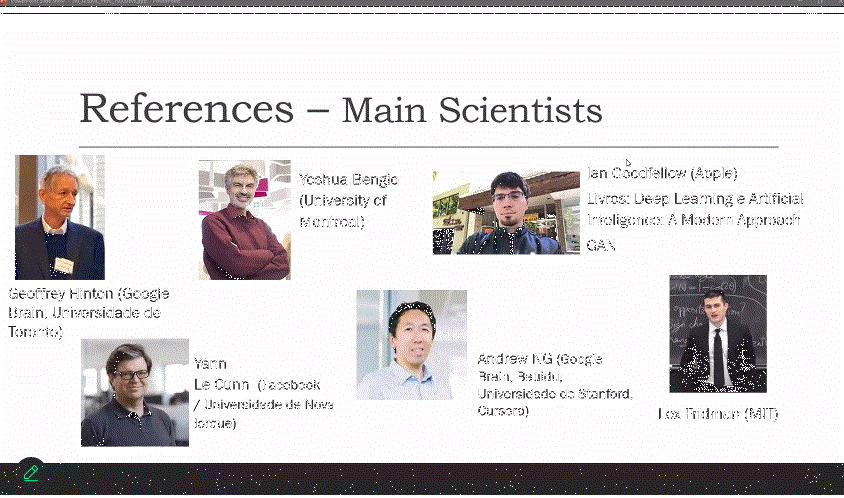 References – Main Scientists
Yoshua Bengio
(University of
Montreal)
Ian Goodfellow (Apple)
Livros: Deep Learning e Artificial
Inteligence: A Modern Approach
GAN
Geoffrey Hinton (Google
Brain, Universidade de
Toronto)
Yann
Le Cunn (Facebook
/ Universidade de Nova
Iorque)
Andrew NG (Google
Brain, Bauidu,
Universidade de Stanford,
Cursera)
Lex Fridman (MIT)